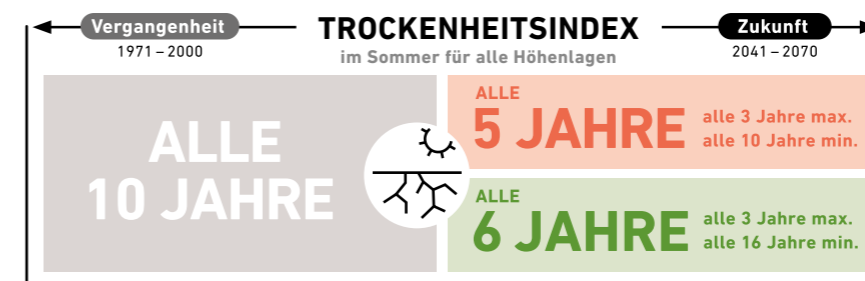 Vergangenheit
1971 – 2000
TROCKENHEITSINDEX
im Sommer für alle Höhenlagen
Zukunft
2041 – 2070
ALLE
10 JAHRE
ALLE
5 JAHRE
alle 3 Jahre max.
alle 10 Jahre min.
ALLE
6 JAHRE
alle 3 Jahre max.
alle 16 Jahre min.